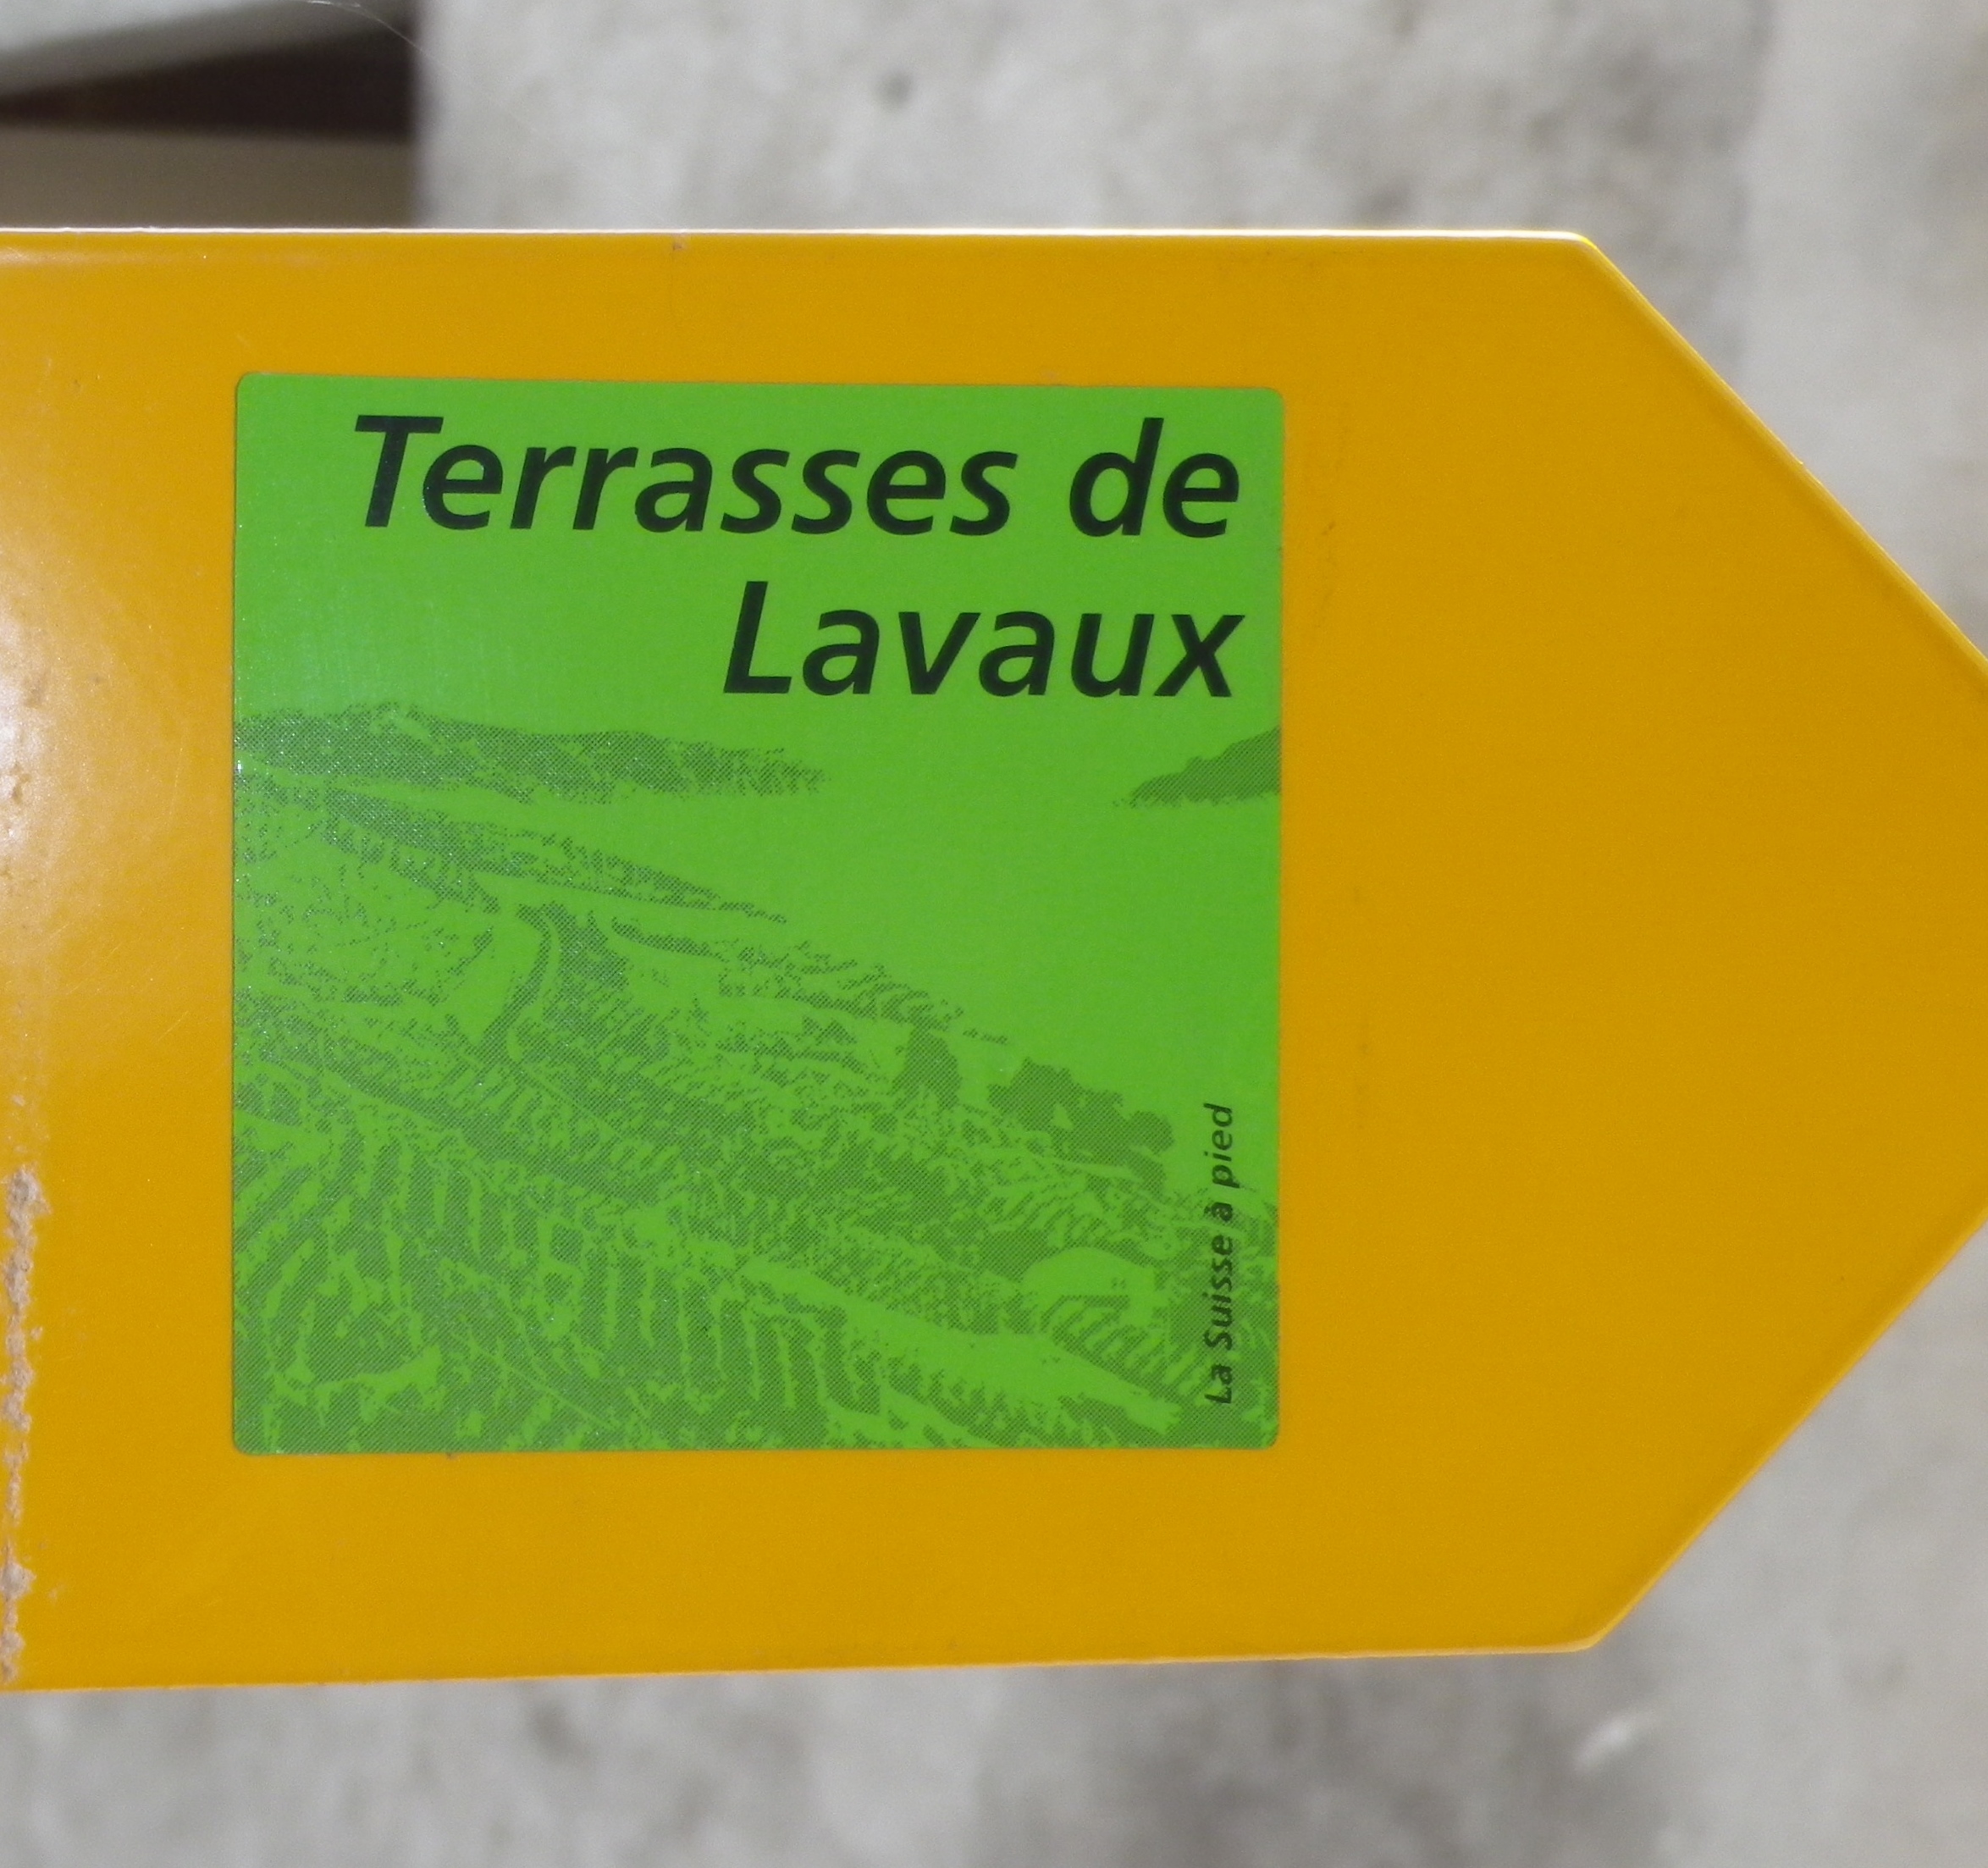 Terrasses de
Lavaux
La Suisse à pied